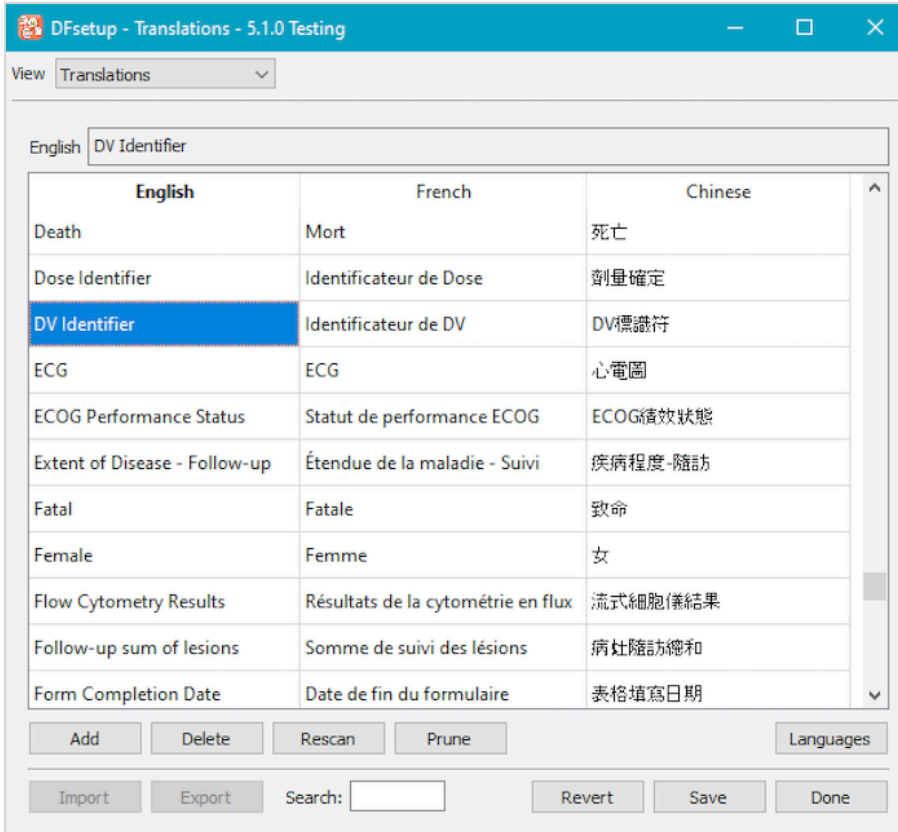 DFsetup - Translations - 5.1.0 Testing
View Translations
English DV Identifier
English French Chinese
Death Mort 死亡
Dose Identifier Identificateur de Dose 劑量確定
DV Identifier Identificateur de DV DV標識符
ECG ECG 心電圖
ECOG Performance Status Statut de performance ECOG ECOG績效狀態
Extent of Disease - Follow-up Étendue de la maladie - Suivi 疾病程度-隨訪
Fatal Fatale 致命
Female Femme 女
Flow Cytometry Results Résultats de la cytométrie en flux 流式細胞儀結果
Follow-up sum of lesions Somme de suivi des lésions 病灶隨訪總和
Form Completion Date Date de fin du formulaire 表格填寫日期
Add Delete Rescan Prune Languages
Import Export Search: Revert Save Done